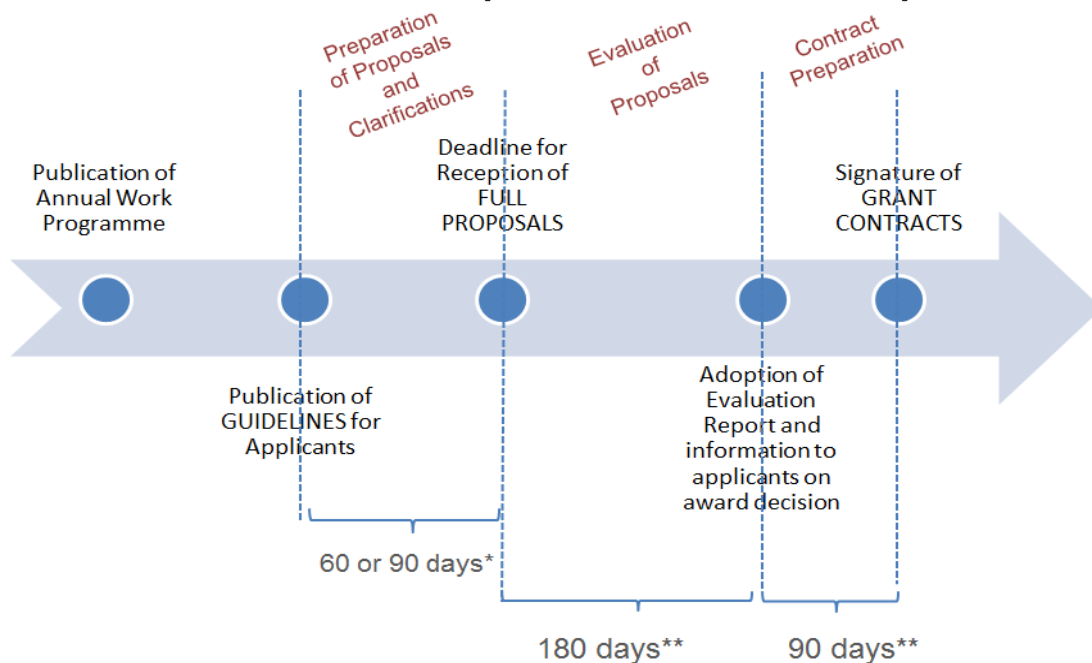 Preparation
of Proposals
and
Clarifications
Evaluation
of
Proposals
Contract
Preparation
Publication of
Annual Work
Programme
Deadline for
Reception of
FULL
PROPOSALS
Signature of
GRANT
CONTRACTS
Publication of
GUIDELINES for
Applicants
Adoption of
Evaluation
Report and
information to
applicants on
award decision
60 or 90 days*
180 days**
90 days**